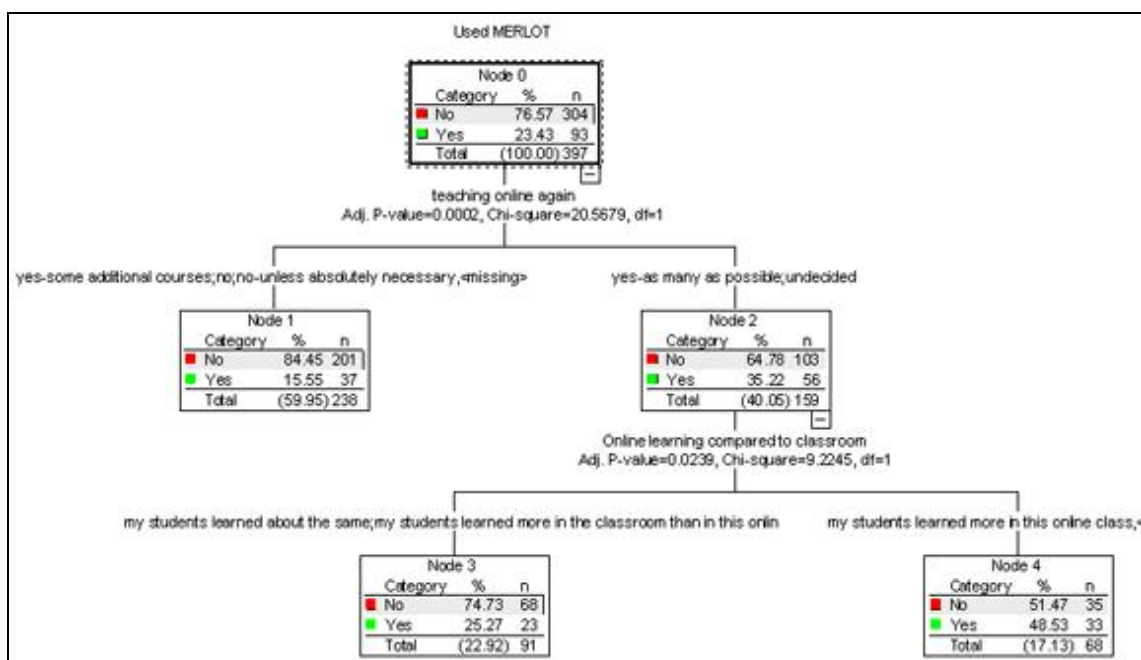 Used MERLOT
Node 0
Category % n
No 76.57 304
Yes 23.43 93
Total (100.00) 397
teaching online again
Adj. P-value=0.0002, Chi-square=20.5679, df=1
yes-some additional courses;no;no-unless absolutely necessary,<missing>
yes-as many as possible;undecided
Node 1
Category % n
No 84.45 201
Yes 15.55 37
Total (59.95) 238
Node 2
Category % n
No 64.78 103
Yes 35.22 56
Total (40.05) 159
Online learning compared to classroom
Adj. P-value=0.0239, Chi-square=9.2245, df=1
my students learned about the same;my students learned more in the classroom than in this onlin
my students learned more in this online class,<
Node 3
Category % n
No 74.73 68
Yes 25.27 23
Total (22.92) 91
Node 4
Category % n
No 51.47 35
Yes 48.53 33
Total (17.13) 68